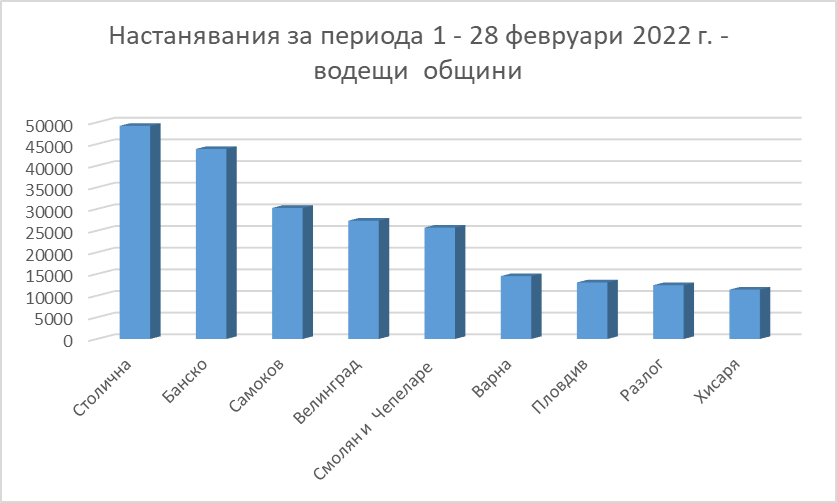 Настанявания за периода 1 - 28 февруари 2022 г. -
водещи общини
50000
45000
40000
35000
30000
25000
20000
15000
10000
5000
0
Столична
Банско
Самоков
Велинград
Смолян и Чепеларе
Варна
Пловдив
Разлог
Хисаря